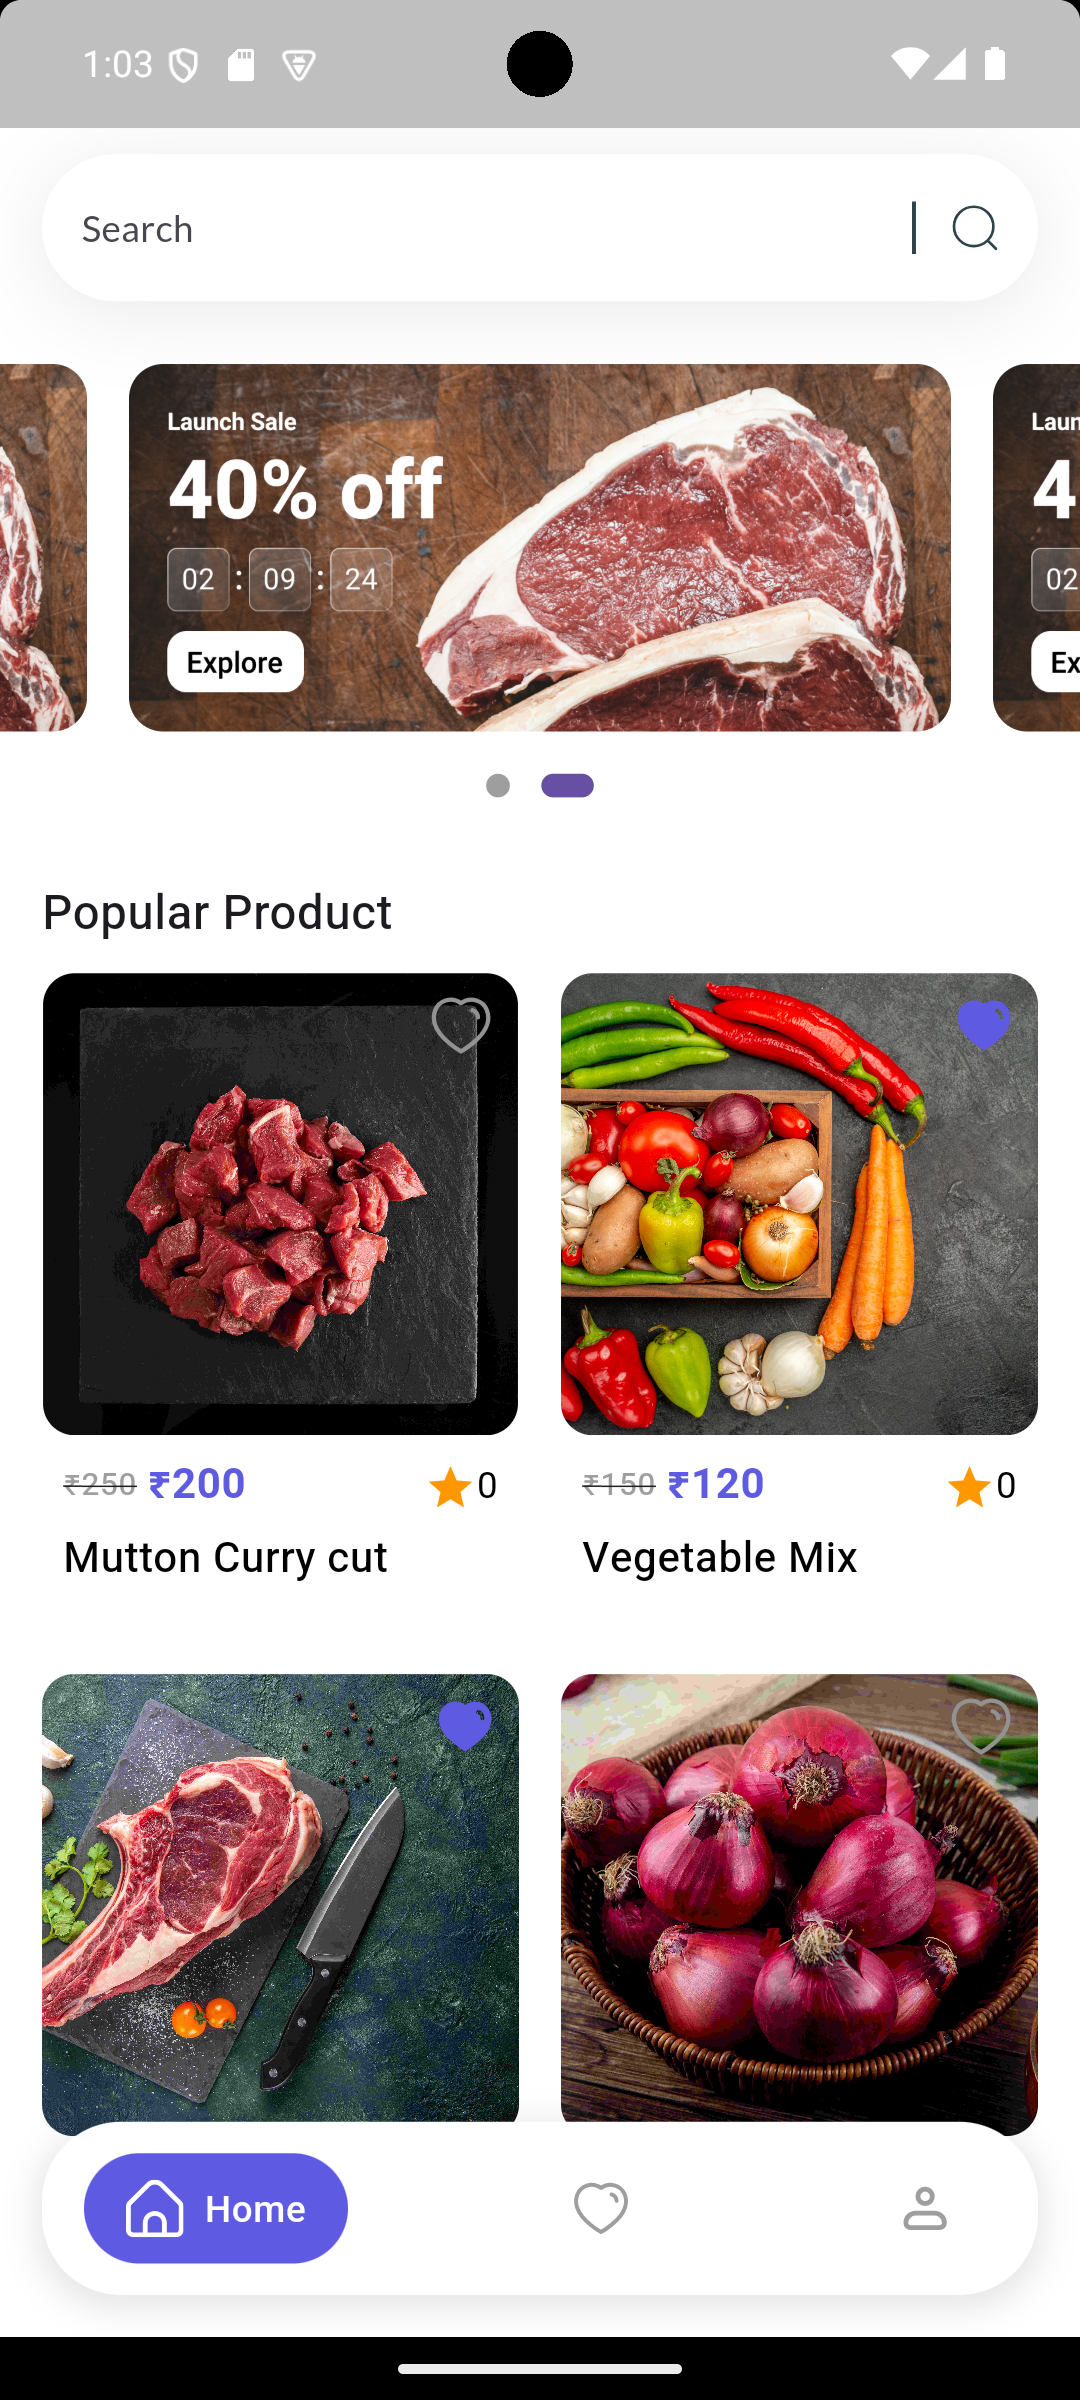 1:03
Search
Launch Sale
40% off
02 : 09 : 24
Explore
Laun
4
02
Ex
Popular Product
₹250 ₹200 0
Mutton Curry cut
₹150 ₹120 0
Vegetable Mix
Home